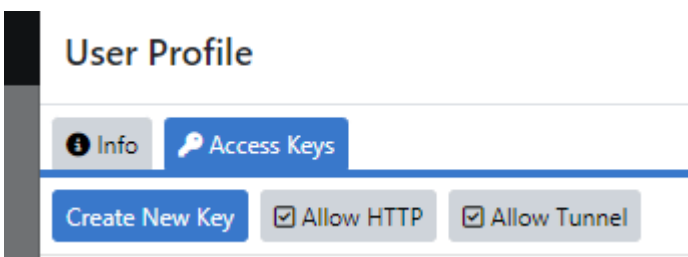 User Profile
Info Access Keys
Create New Key Allow HTTP Allow Tunnel